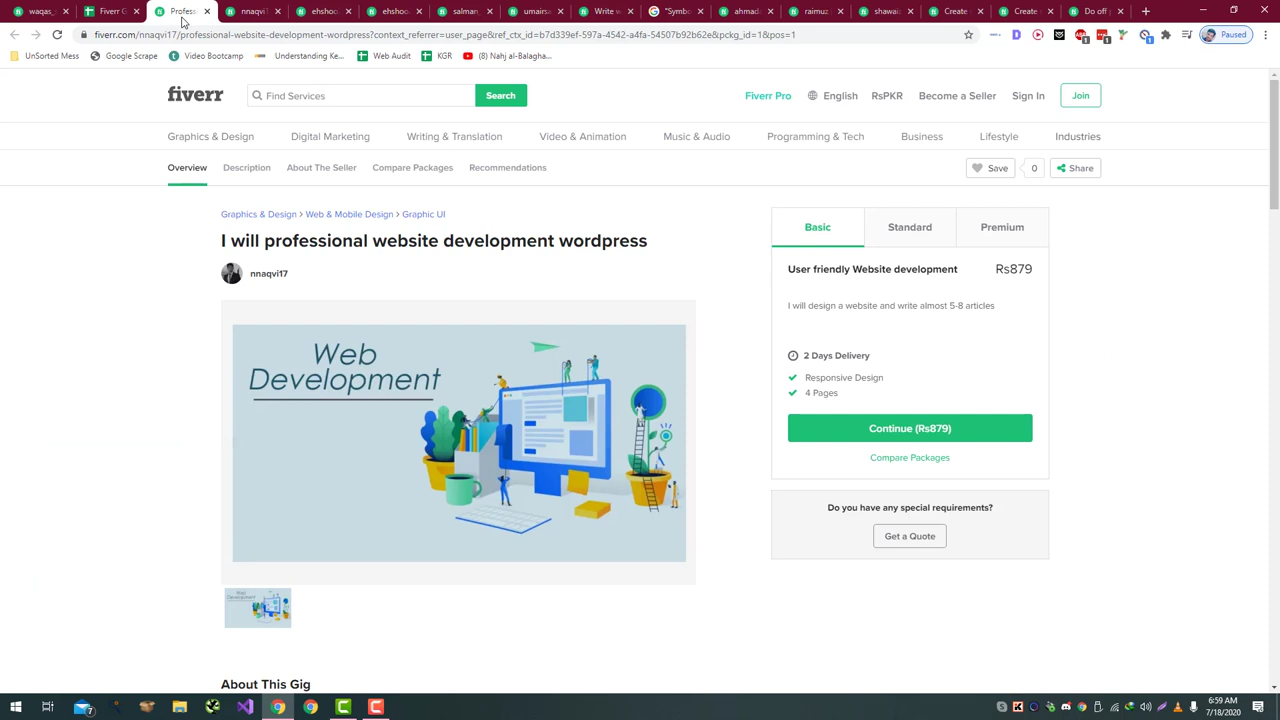 waqas_
Fiverr G
Profess
nnaqvi1
ehshoo
ehshoo
umairsa
Write w
"Symbo
ahmad
raimuz
shawai
Create
Create
Do off
fiverr.com/nnaqvi17/professional-website-development-wordpress?context_referrer=user_page&ref_ctx_id=b7d339ef-597a-4542-a4fa-54507b92b62e&pckg_id=1&pos=1
Paused
UnSorted Mess
Google Scrape
Video Bootcamp
Understanding Ke...
Web Audit
KGR
(4) Nahj al-Balagha...
fiverr
Find Services
Search
Fiverr Pro
English
RsPKR
Become a Seller
Sign In
Join
Graphics & Design
Digital Marketing
Writing & Translation
Video & Animation
Music & Audio
Programming & Tech
Business
Lifestyle
Industries
Overview
Description
About The Seller
Compare Packages
Recommendations
Save
0
Share
Graphics & Design > Web & Mobile Design > Graphic UI
I will professional website development wordpress
nnaqvi17
Web
Development
Basic
Standard
Premium
User friendly Website development
Rs879
I will design a website and write almost 5-8 articles
2 Days Delivery
Responsive Design
4 Pages
Continue (Rs879)
Compare Packages
Do you have any special requirements?
Get a Quote
Web
Development
About This Gig
6:59 AM
7/18/2020